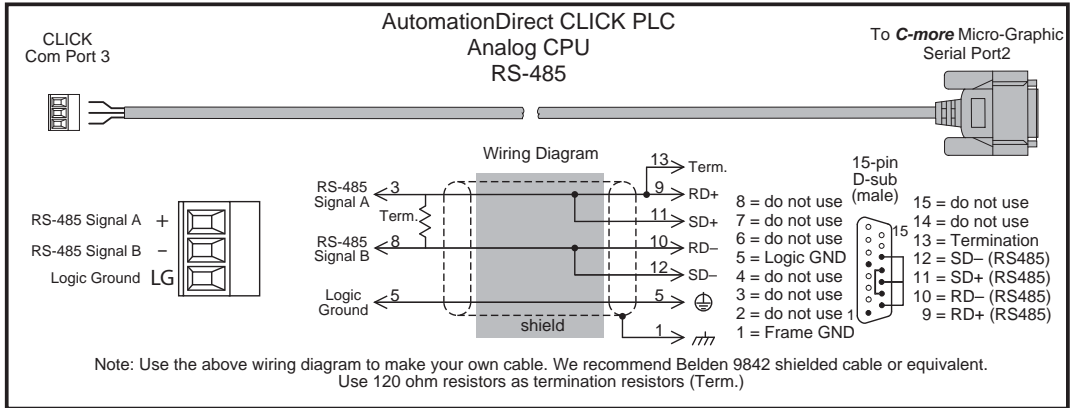 AutomationDirect CLICK PLC
Analog CPU
RS-485
CLICK
Com Port 3
To C-more Micro-Graphic
Serial Port2
Wiring Diagram
RS-485 Signal A +
RS-485 Signal B –
Logic Ground LG
RS-485
Signal A
3
Term.
RS-485
Signal B
8
Logic
Ground
5
shield
13 Term.
9 RD+
11 SD+
10 RD–
12 SD–
5
1
8 = do not use
7 = do not use
6 = do not use
5 = Logic GND
4 = do not use
3 = do not use
2 = do not use
1 = Frame GND
15-pin
D-sub
(male)
15
1
15 = do not use
14 = do not use
13 = Termination
12 = SD– (RS485)
11 = SD+ (RS485)
10 = RD– (RS485)
9 = RD+ (RS485)
Note: Use the above wiring diagram to make your own cable. We recommend Belden 9842 shielded cable or equivalent.
Use 120 ohm resistors as termination resistors (Term.)